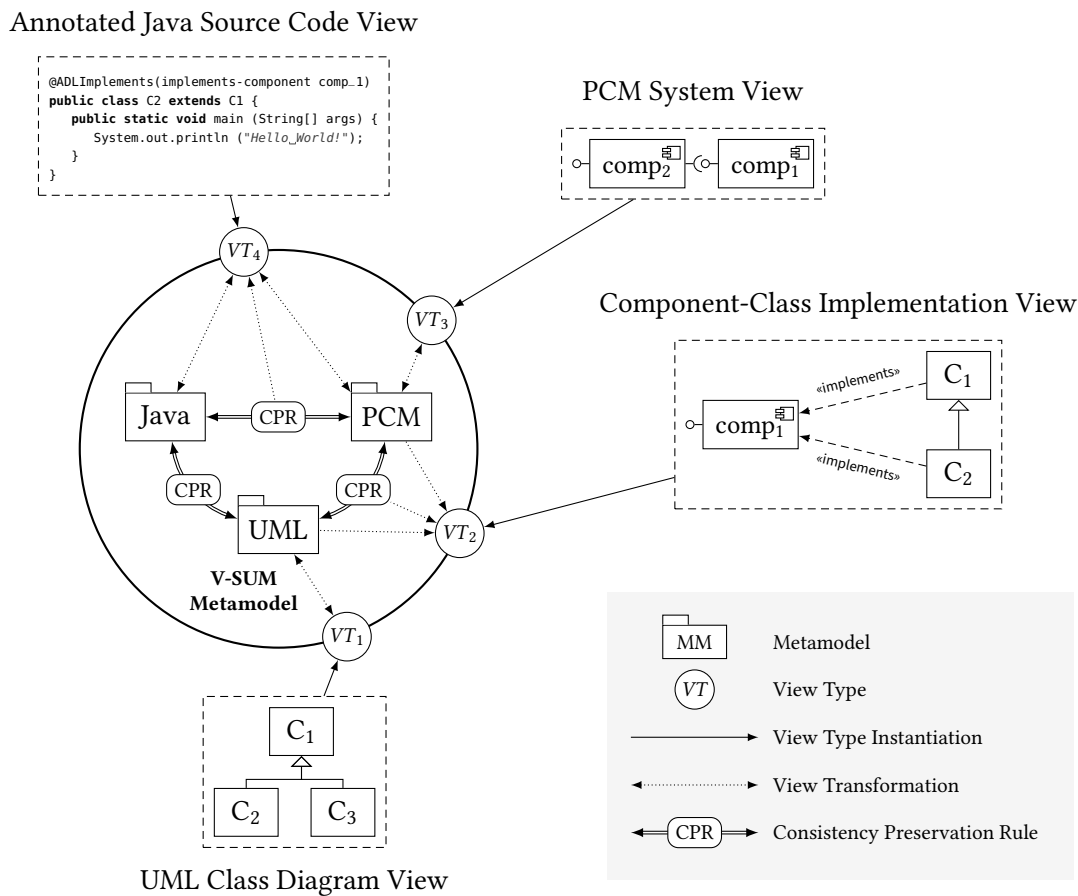 Annotated Java Source Code View
@ADLImplements(implements-component comp_1)
public class C2 extends C1 {
public static void main (String[] args) {
System.out.println ("Hello␣World!");
}
}
PCM System View
comp₂
comp₁
VT₄
VT₃
Component-Class Implementation View
«implements»
C₁
comp₁
«implements»
C₂
Java
CPR
PCM
CPR
CPR
UML
VT₂
V-SUM
Metamodel
VT₁
C₁
C₂
C₃
UML Class Diagram View
MM
Metamodel
VT
View Type
View Type Instantiation
View Transformation
CPR
Consistency Preservation Rule